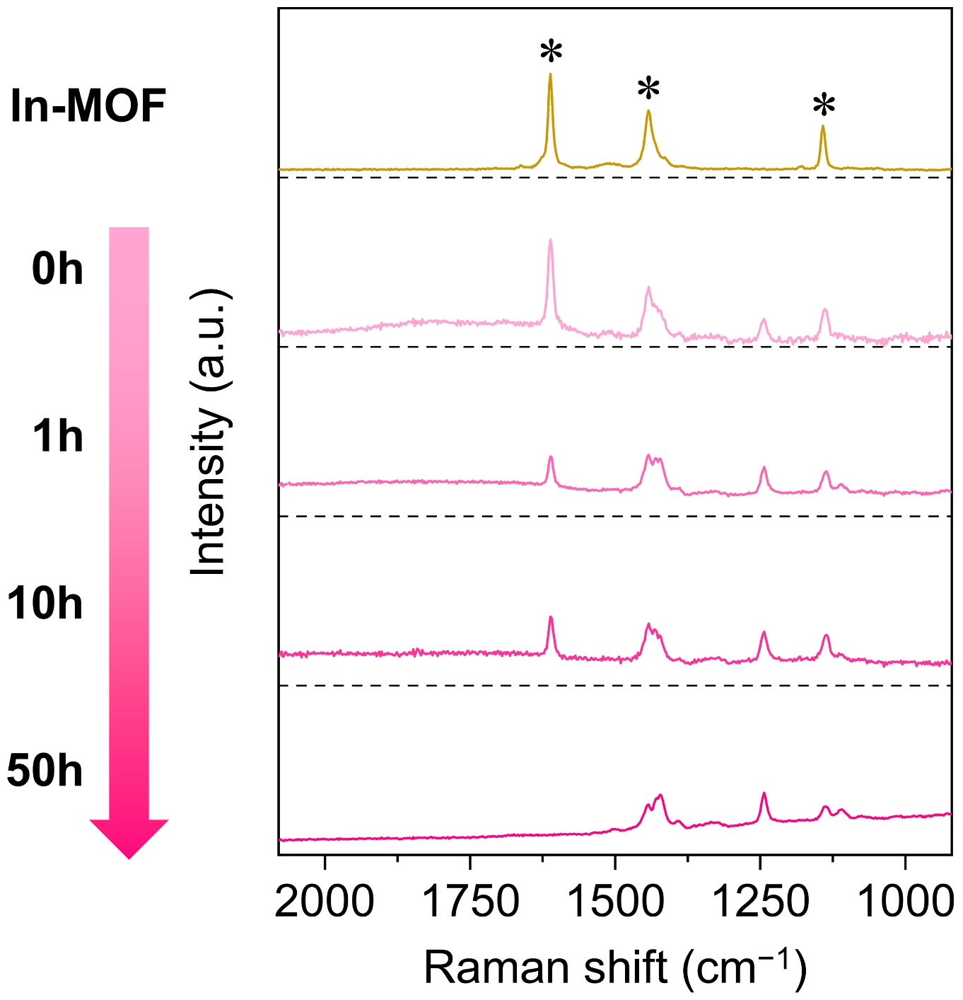 In-MOF
*
*
*
0h
1h
10h
50h
Intensity (a.u.)
2000 1750 1500 1250 1000
Raman shift (cm⁻¹)